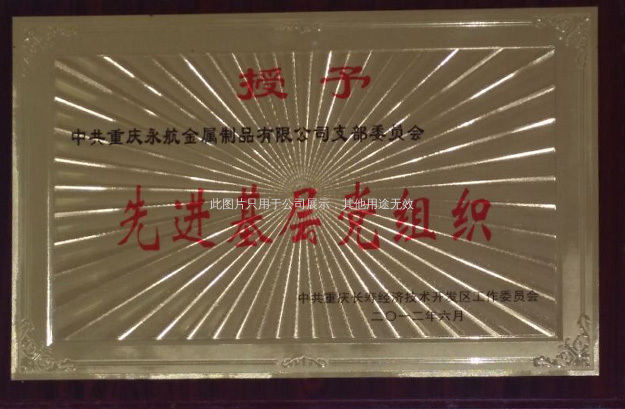 授予
中共重庆永航金属制品有限公司支部委员会
此图片只用于公司展示，其他用途无效
先进基层党组织
中共重庆长寿经济技术开发区工作委员会
二〇一二年六月